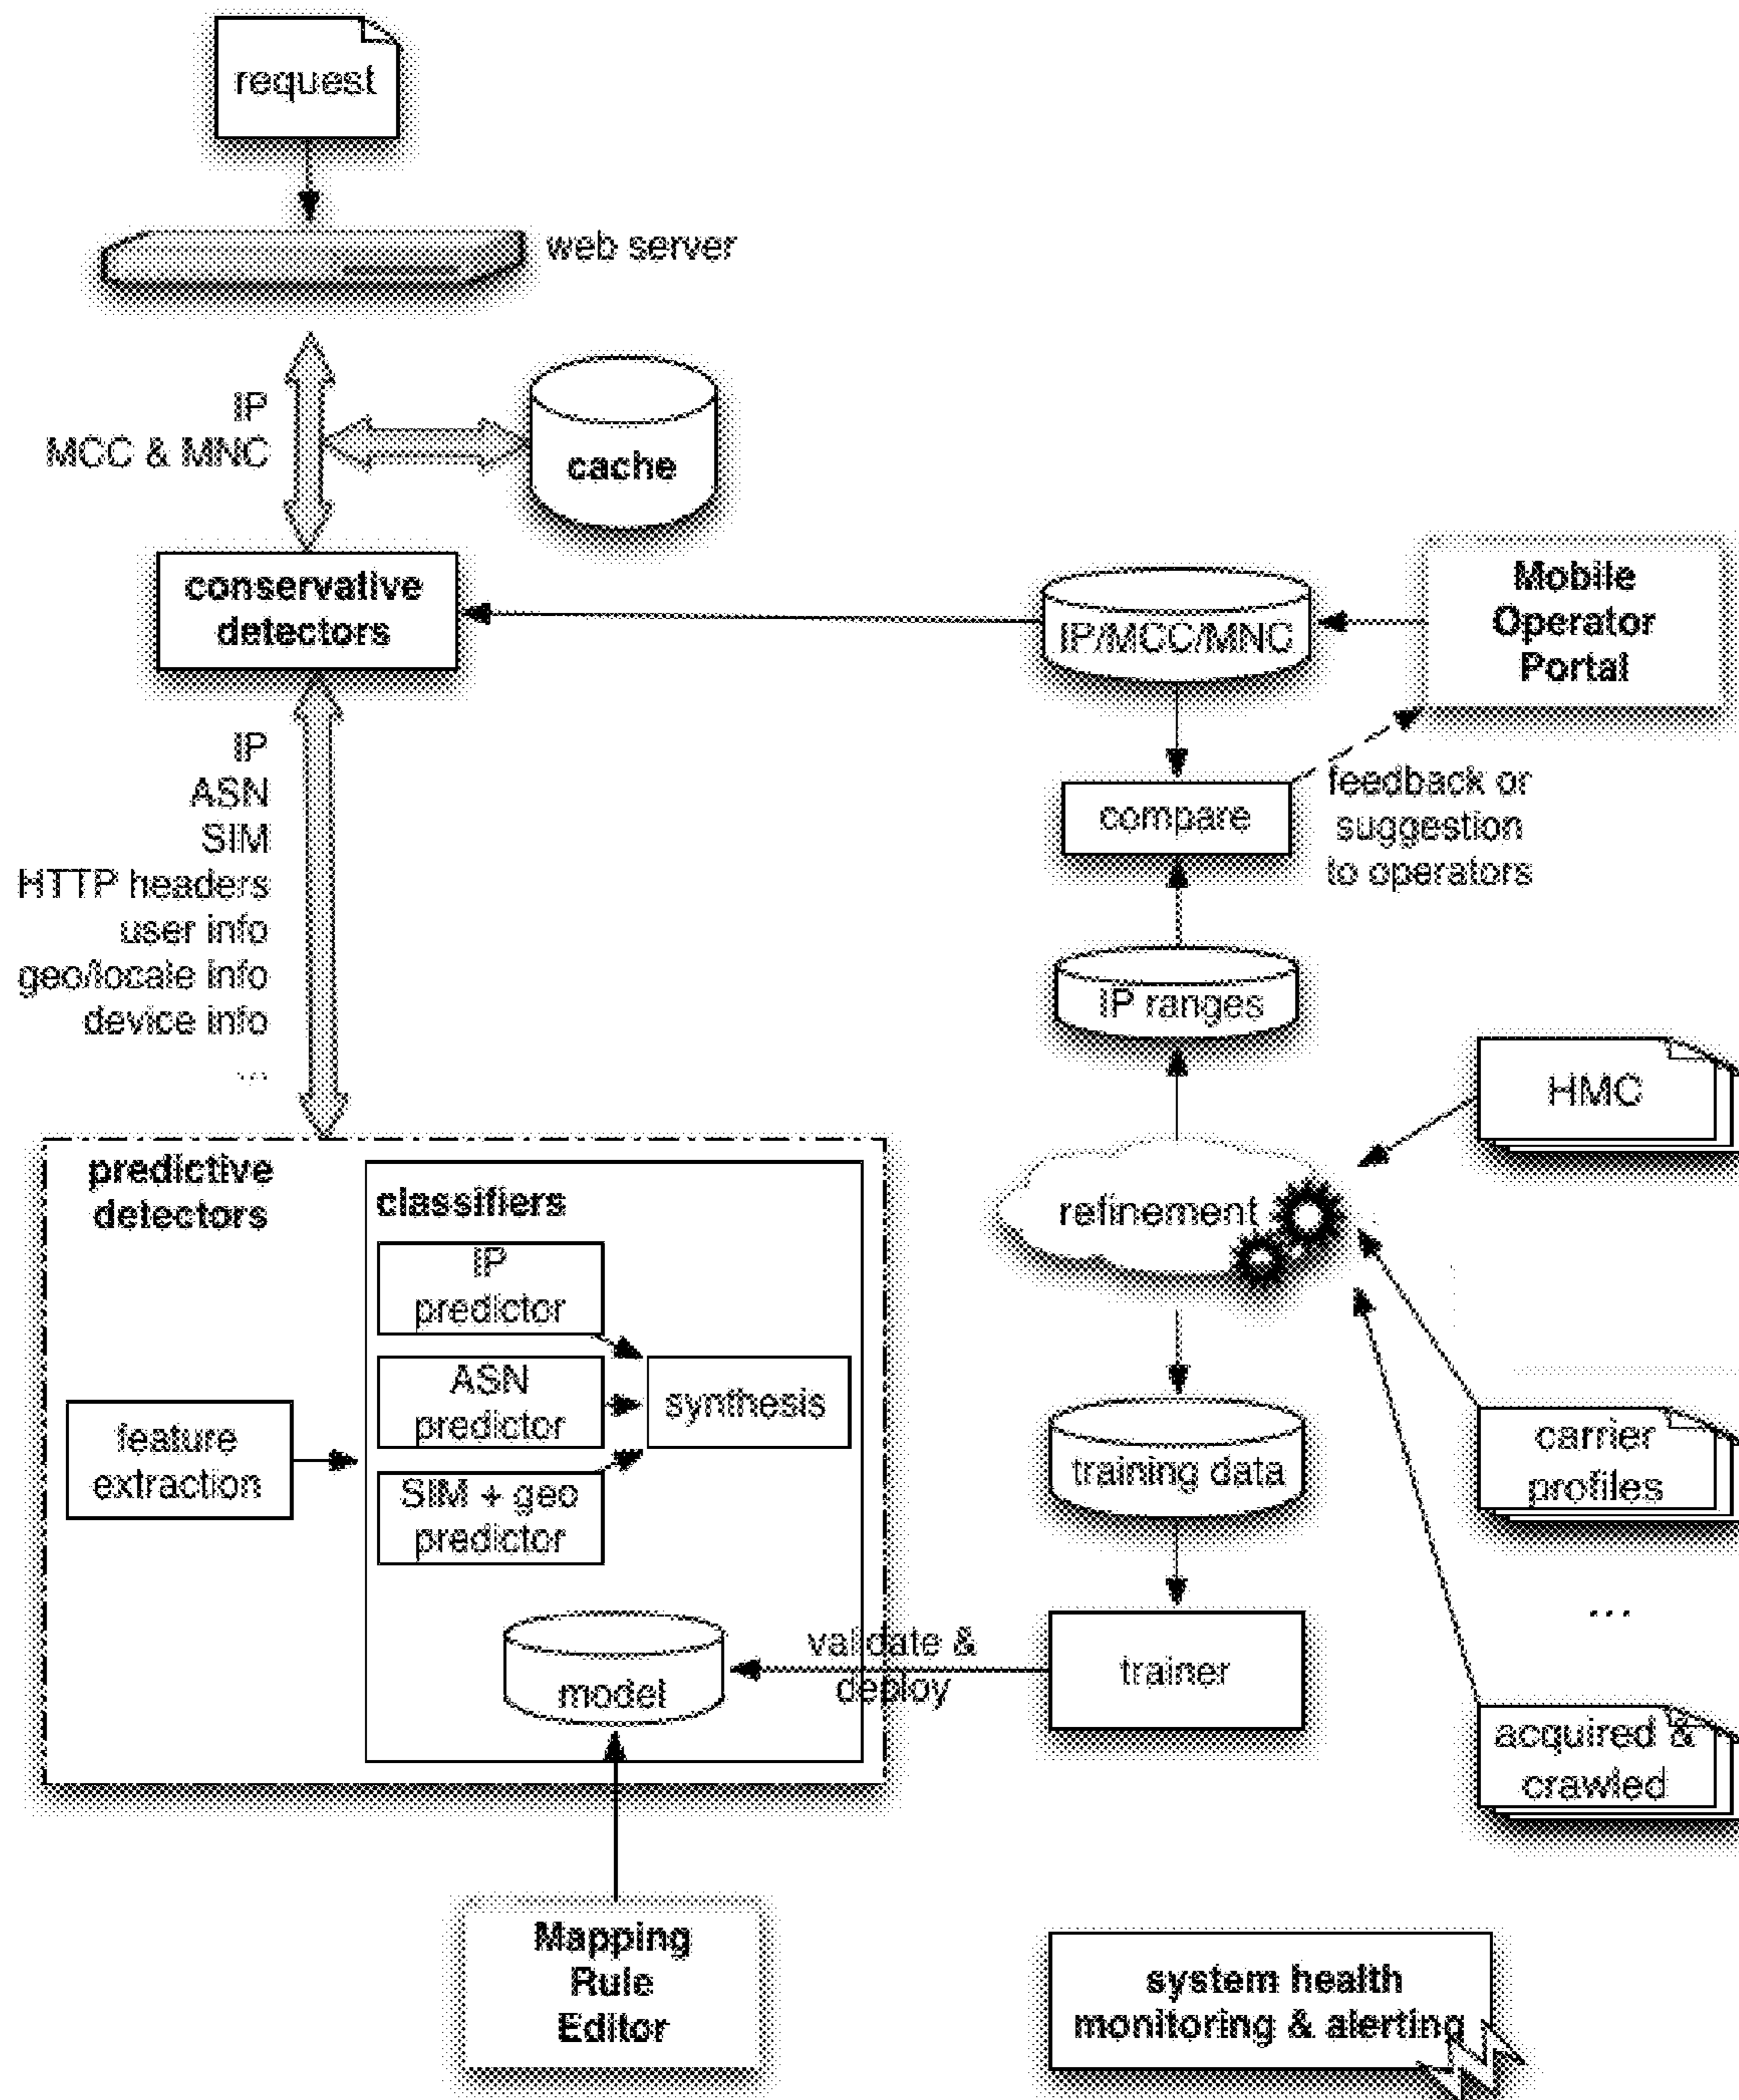 request
web server
IP
MCC & MNC
cache
conservative
detectors
IP/MCC/MNC
Mobile
Operator
Portal
IP
ASN
SIM
HTTP headers
user info
geo/locale info
device info
...
compare
feedback or
suggestion
to operators
IP ranges
HMC
refinement
predictive
detectors
classifiers
IP
predictor
ASN
predictor
SIM + geo
predictor
synthesis
feature
extraction
training data
carrier
profiles
...
model
validate &
deploy
trainer
acquired &
crawled
Mapping
Rule
Editor
system health
monitoring & alerting